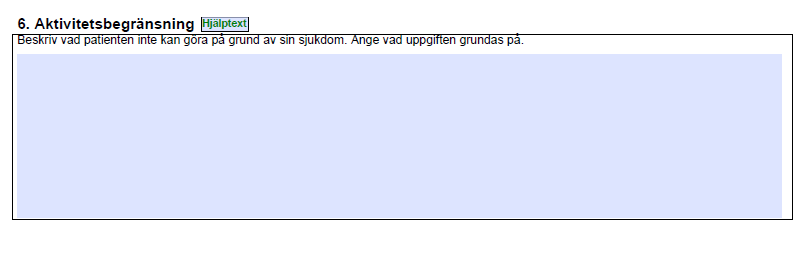 6. Aktivitetsbegränsning Hjälptext
Beskriv vad patienten inte kan göra på grund av sin sjukdom. Ange vad uppgiften grundas på.